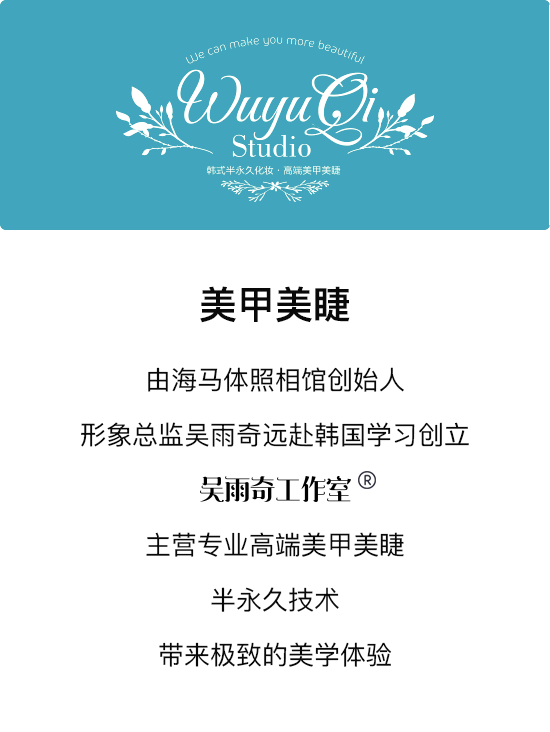 We can make you more beautiful
WuyuQi
Studio
韩式半永久化妆·高端美甲美睫
美甲美睫
由海马体照相馆创始人
形象总监吴雨奇远赴韩国学习创立
吴雨奇工作室®
主营专业高端美甲美睫
半永久技术
带来极致的美学体验